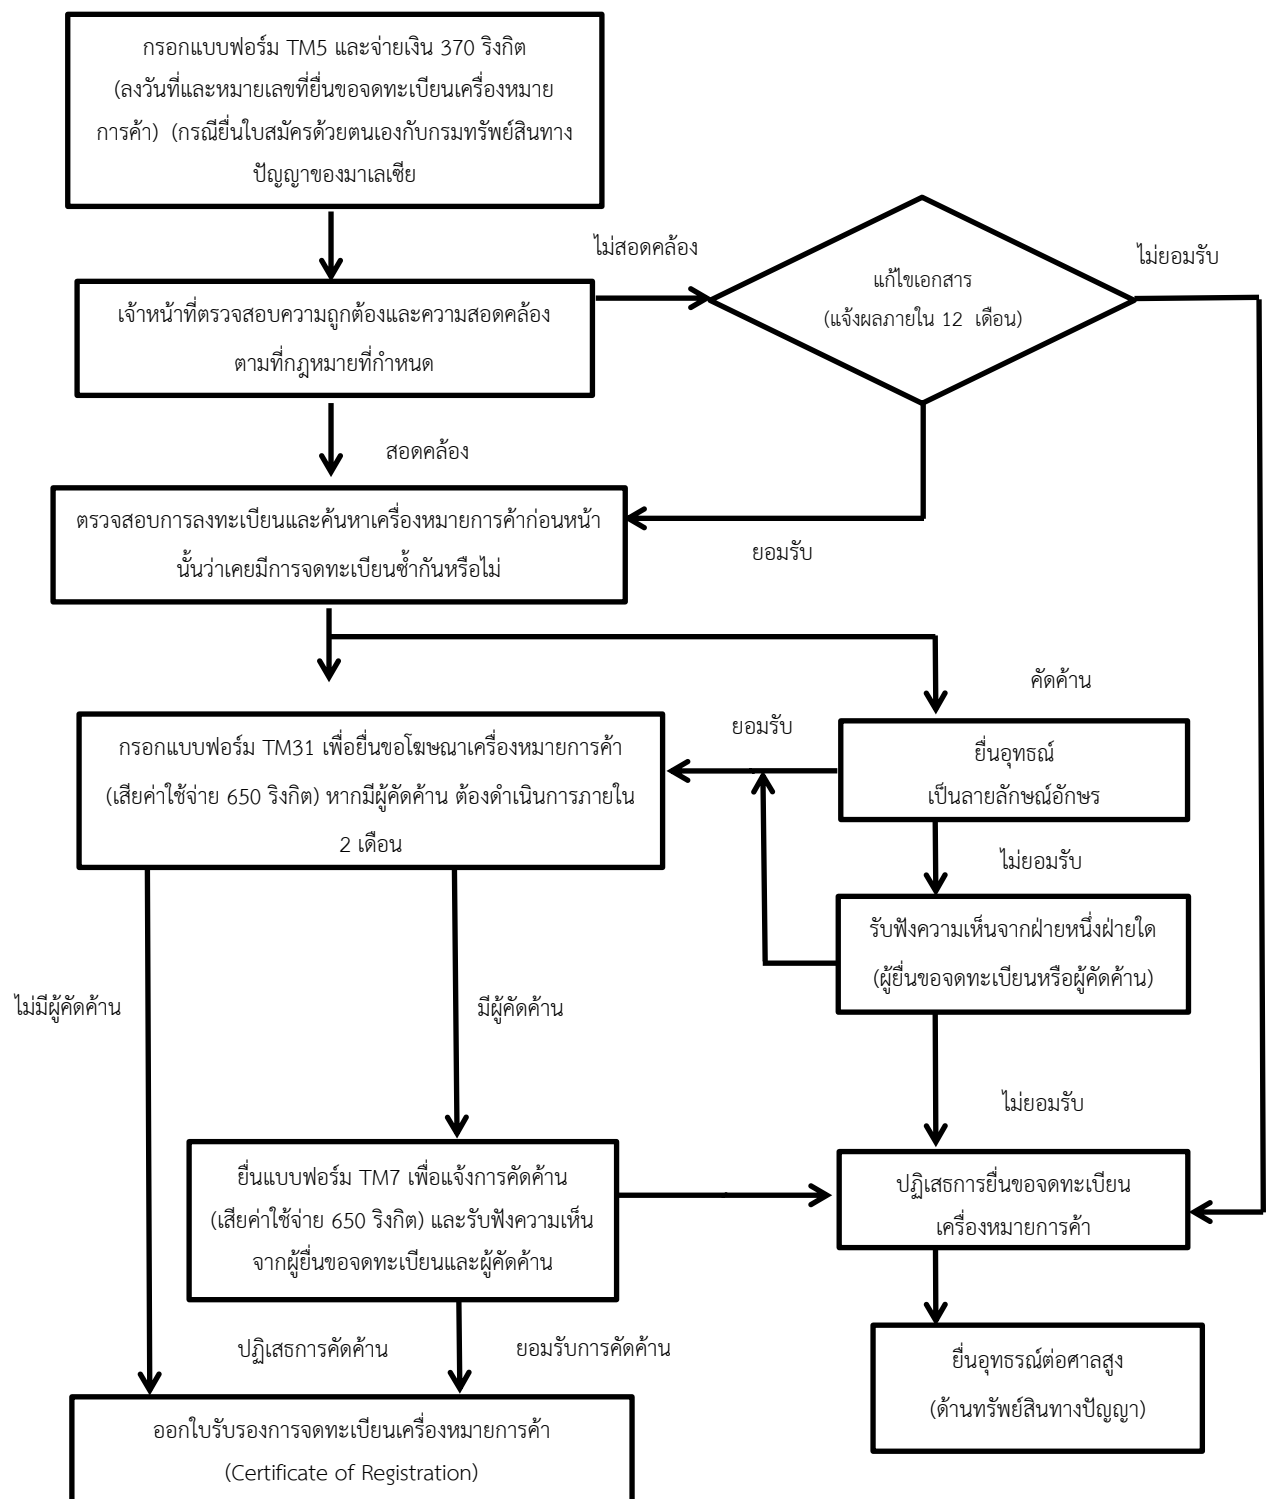 กรอกแบบฟอร์ม TM5 และจ่ายเงิน 370 ริงกิต
(ลงวันที่และหมายเลขที่ยื่นขอจดทะเบียนเครื่องหมาย
การค้า) (กรณียื่นใบสมัครด้วยตนเองกับกรมทรัพย์สินทาง
ปัญญาของมาเลเซีย
ไม่สอดคล้อง
ไม่ยอมรับ
แก้ไขเอกสาร
(แจ้งผลภายใน 12 เดือน)
เจ้าหน้าที่ตรวจสอบความถูกต้องและความสอดคล้อง
ตามที่กฎหมายที่กำหนด
สอดคล้อง
ตรวจสอบการลงทะเบียนและค้นหาเครื่องหมายการค้าก่อนหน้า
นั้นว่าเคยมีการจดทะเบียนซ้ำกันหรือไม่
ยอมรับ
คัดค้าน
ยอมรับ
กรอกแบบฟอร์ม TM31 เพื่อยื่นขอโฆษณาเครื่องหมายการค้า
(เสียค่าใช้จ่าย 650 ริงกิต) หากมีผู้คัดค้าน ต้องดำเนินการภายใน
2 เดือน
ยื่นอุทธณ์
เป็นลายลักษณ์อักษร
ไม่ยอมรับ
รับฟังความเห็นจากฝ่ายหนึ่งฝ่ายใด
(ผู้ยื่นขอจดทะเบียนหรือผู้คัดค้าน)
ไม่มีผู้คัดค้าน
มีผู้คัดค้าน
ไม่ยอมรับ
ยื่นแบบฟอร์ม TM7 เพื่อแจ้งการคัดค้าน
(เสียค่าใช้จ่าย 650 ริงกิต) และรับฟังความเห็น
จากผู้ยื่นขอจดทะเบียนและผู้คัดค้าน
ปฏิเสธการยื่นขอจดทะเบียน
เครื่องหมายการค้า
ปฏิเสธการคัดค้าน
ยอมรับการคัดค้าน
ยื่นอุทธรณ์ต่อศาลสูง
(ด้านทรัพย์สินทางปัญญา)
ออกใบรับรองการจดทะเบียนเครื่องหมายการค้า
(Certificate of Registration)